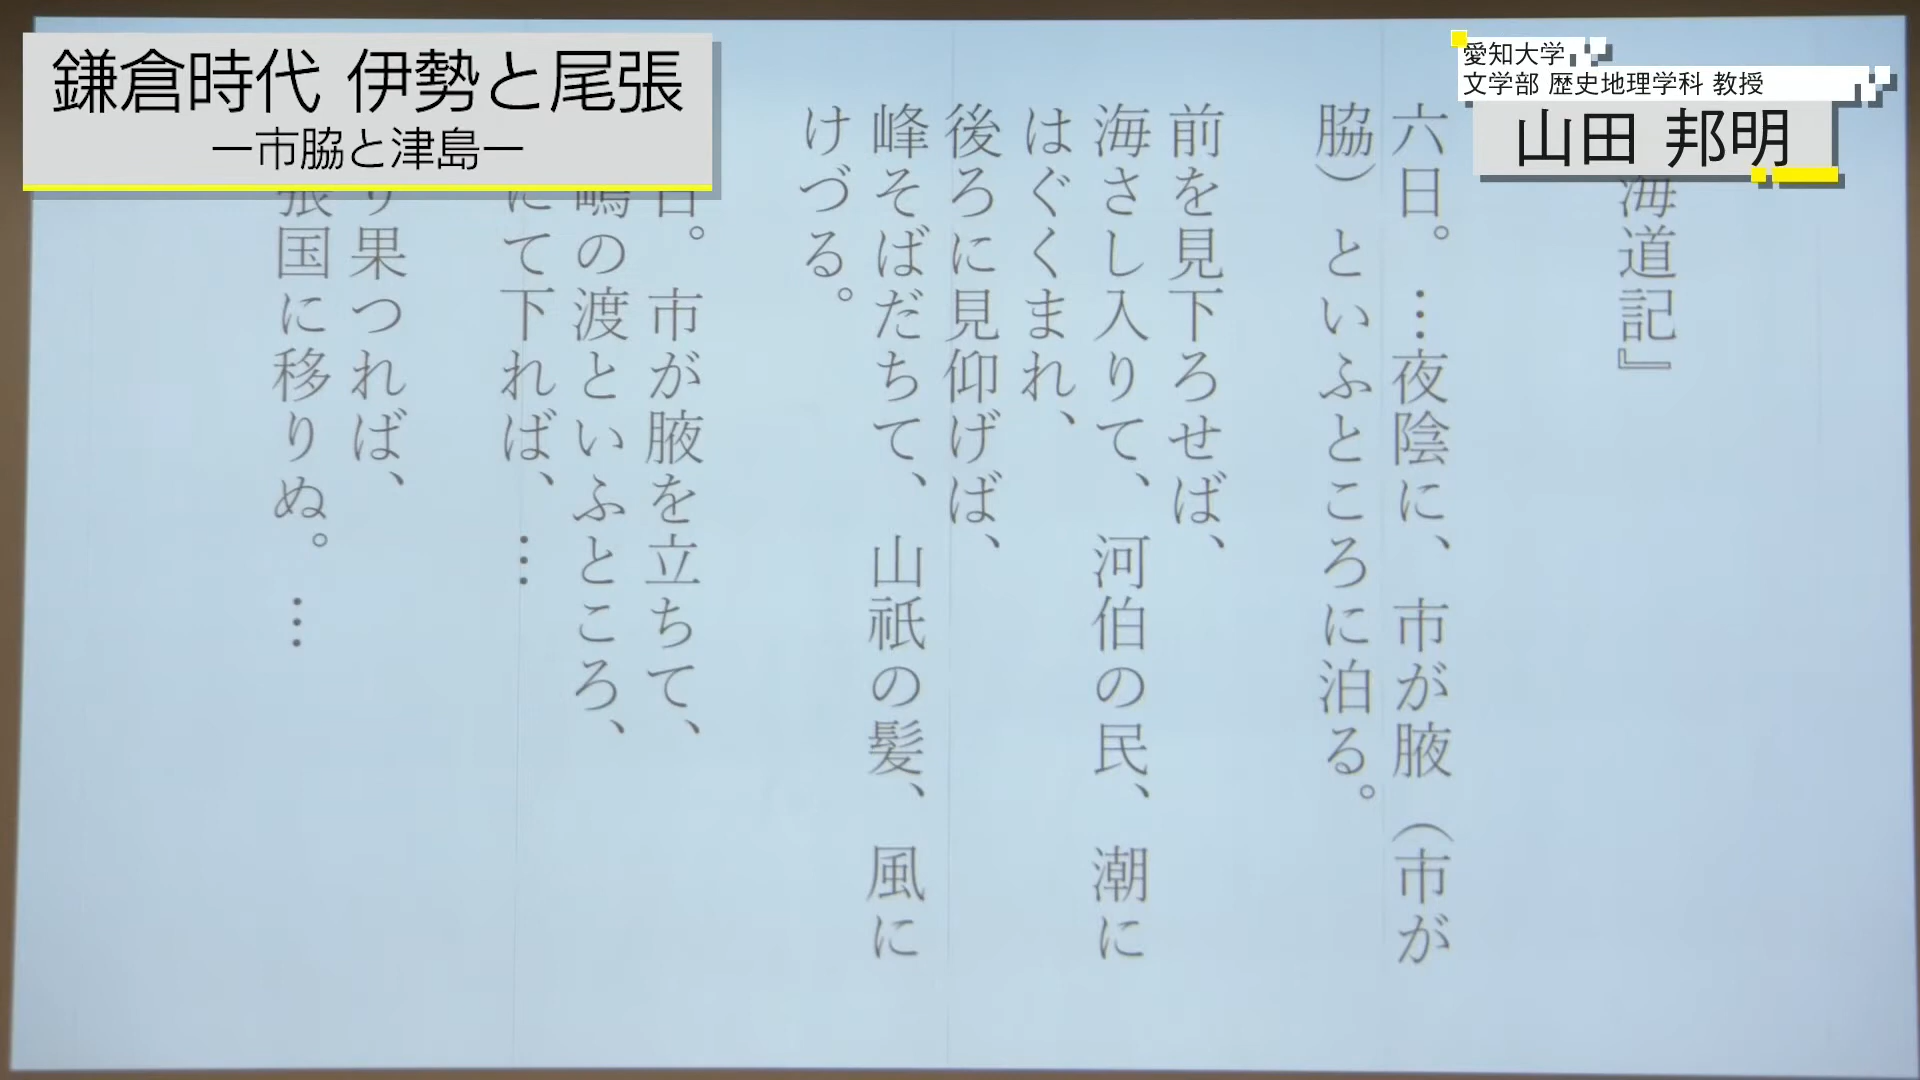 鎌倉時代 伊勢と尾張
ー市脇と津島ー
愛知大学
文学部 歴史地理学科 教授
山田 邦明
海道記』
六日。…夜陰に、市が腋（市が
脇）といふところに泊る。
前を見下ろせば、
海さし入りて、河伯の民、潮に
はぐくまれ、
後ろに見仰げば、
峰そばだちて、山祇の髪、風に
けづる。
日。市が腋を立ちて、
嶋の渡といふところ、
にて下れば、…
り果つれば、
張国に移りぬ。…